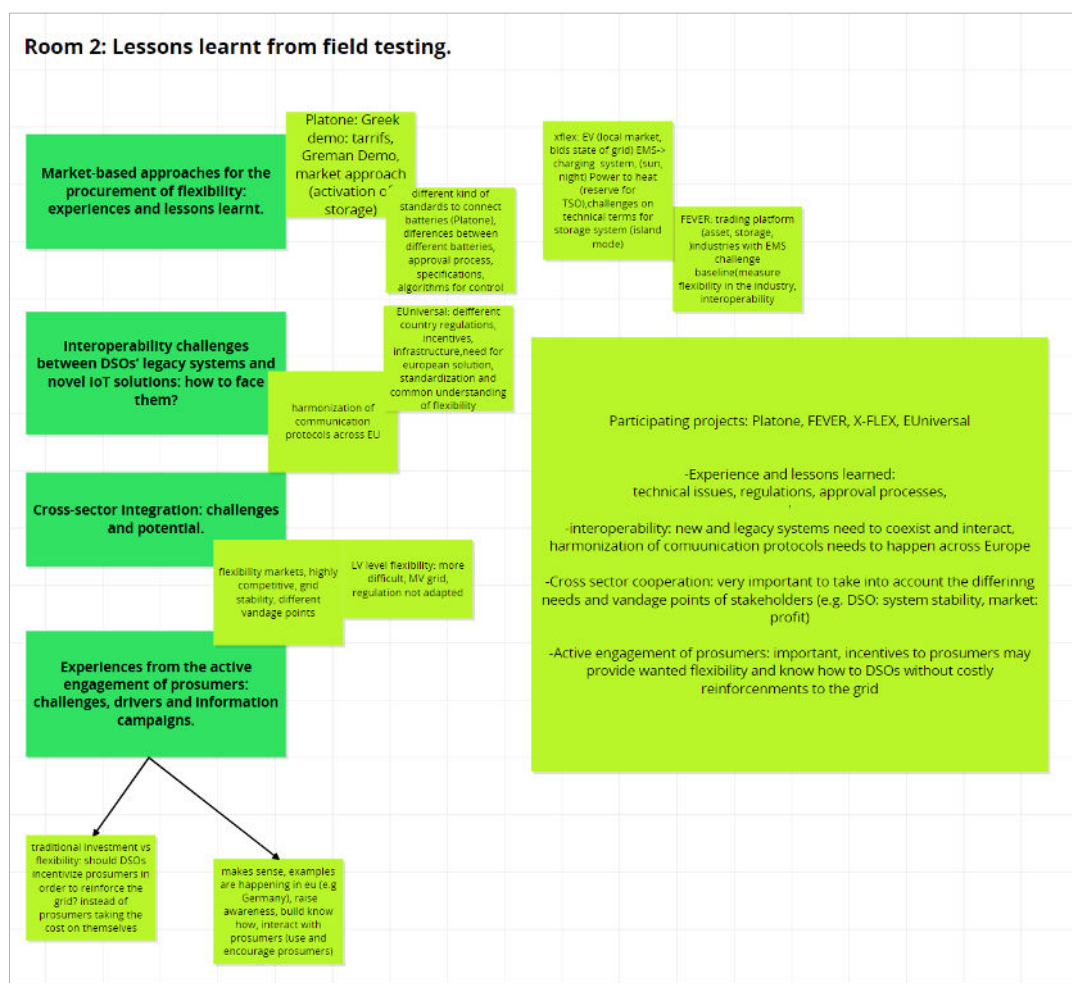 Room 2: Lessons learnt from field testing.
Market-based approaches for the
procurement of flexibility:
experiences and lessons learnt.
Platone: Greek
demo: tarrifs,
Greman Demo,
market approach
(activation of
storage)
different kind of
standards to connect
batteries (Platone),
diferences between
different batteries,
approval process,
specifications,
algorithms for control
xflex: EV (local market,
bids state of grid) EMS->
charging system, (sun,
night) Power to heat
(reserve for
TSO),challenges on
technical terms for
storage system (island
mode)
FEVER: trading platform
(asset, storage,
)industries with EMS
challenge
baseline(measure
flexibility in the industry,
interoperability
Interoperability challenges
between DSOs' legacy systems and
novel IoT solutions: how to face
them?
EUniversal: deifferent
country regulations,
incentives,
infrastructure,need for
european solution,
standardization and
common understanding
of flexibility
harmonization of
communication
protocols across EU
Cross-sector integration: challenges
and potential.
flexibility markets, highly
competitive, grid
stability, different
vandage points
LV level flexibility: more
difficult, MV grid,
regulation not adapted
Experiences from the active
engagement of prosumers:
challenges, drivers and information
campaigns.
traditional investment vs
flexibility: should DSOs
incentivize prosumers in
order to reinforce the
grid? instead of
prosumers taking the
cost on themselves
makes sense, examples
are happening in eu (e.g
Germany), raise
awareness, build know
how, interact with
prosumers (use and
encourage prosumers)
Participating projects: Platone, FEVER, X-FLEX, EUniversal
-Experience and lessons learned:
technical issues, regulations, approval processes,
-interoperability: new and legacy systems need to coexist and interact,
harmonization of comuunication protocols needs to happen across Europe
-Cross sector cooperation: very important to take into account the differinng
needs and vandage points of stakeholders (e.g. DSO: system stability, market:
profit)
-Active engagement of prosumers: important, incentives to prosumers may
provide wanted flexibility and know how to DSOs without costly
reinforcenments to the grid